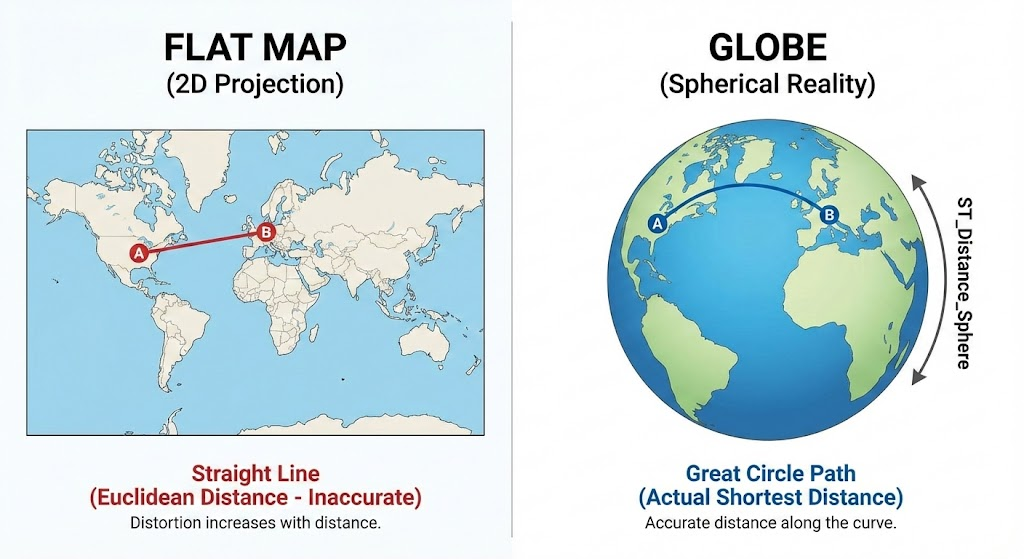 FLAT MAP
(2D Projection)
A
B
Straight Line
(Euclidean Distance - Inaccurate)
Distortion increases with distance.
GLOBE
(Spherical Reality)
A
B
ST_Distance_Sphere
Great Circle Path
(Actual Shortest Distance)
Accurate distance along the curve.